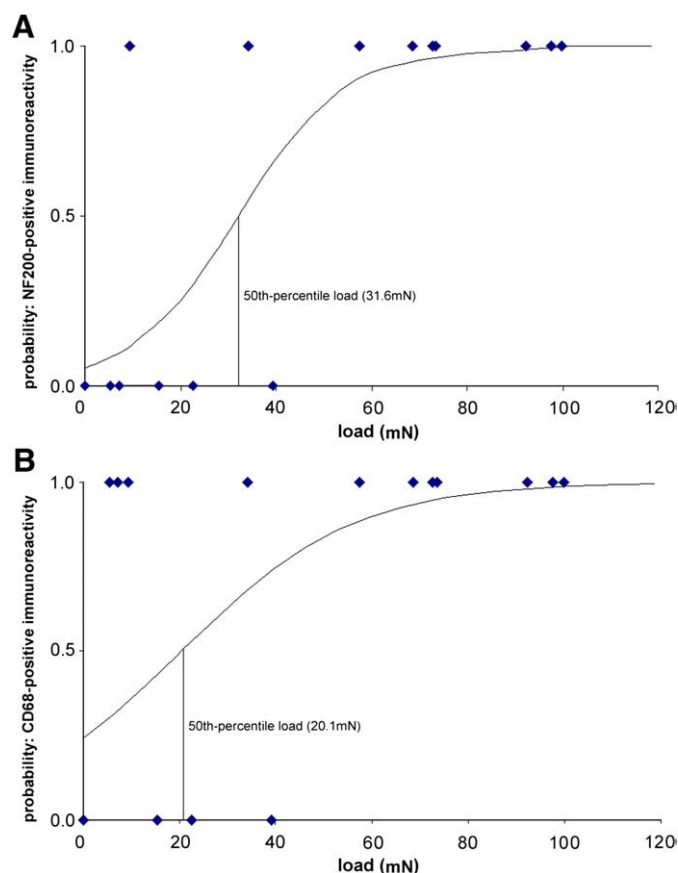 A
probability: NF200-positive immunoreactivity
1.0
0.5
0.0
50th-percentile load (31.6mN)
0 20 40 60 80 100 120
load (mN)
B
probability: CD68-positive immunoreactivity
1.0
0.5
0.0
50th-percentile load (20.1mN)
0 20 40 60 80 100 120
load (mN)